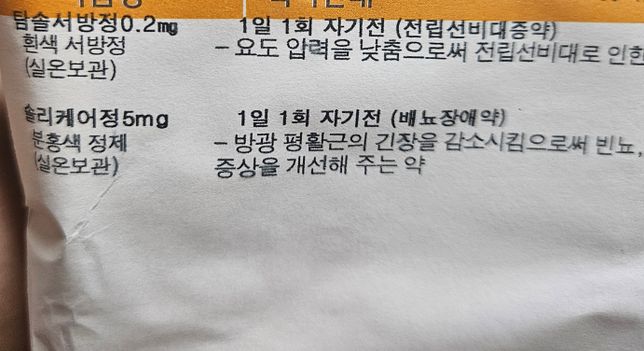 탐솔서방정0.2mg 1일 1회 자기전 (전립선비대증약)
흰색 서방정 – 요도 압력을 낮춤으로써 전립선비대로 인한
(실온보관)
솔리케어정5mg 1일 1회 자기전 (배뇨장애약)
분홍색 정제 – 방광 평활근의 긴장을 감소시킴으로써 빈뇨,
(실온보관) 증상을 개선해 주는 약